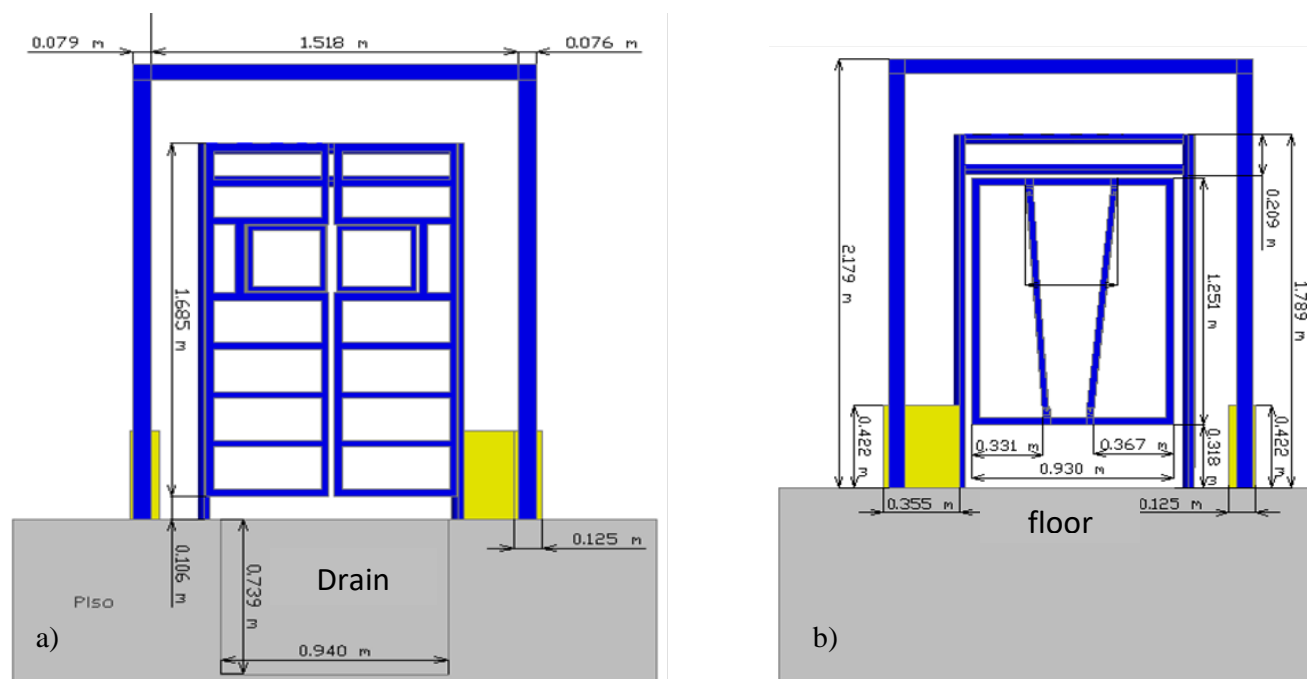 0.079 m
1.518 m
0.076 m
1.685 m
0.106 m
0.739 m
Drain
0.125 m
Piso
0.940 m
a)
2.179 m
0.209 m
1.251 m
1.789 m
0.422 m
0.331 m
0.367 m
0.318 m
0.422 m
0.930 m
0.355 m
0.125 m
floor
b)